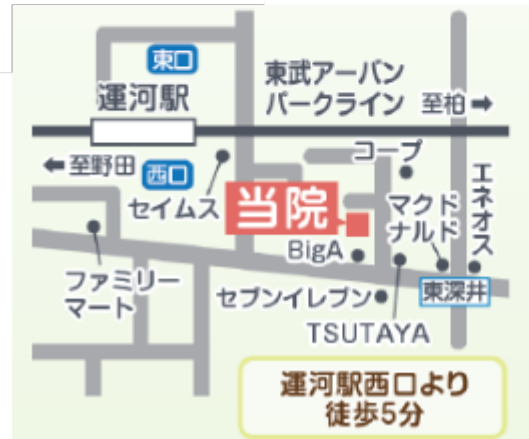 東口
運河駅
東武アーバン
パークライン
至柏➡
⬅至野田
西口
セイムス
コープ
エネオス
当院
マクド
ナルド
BigA
ファミリー
マート
セブンイレブン
東深井
TSUTAYA
運河駅西口より
徒歩5分